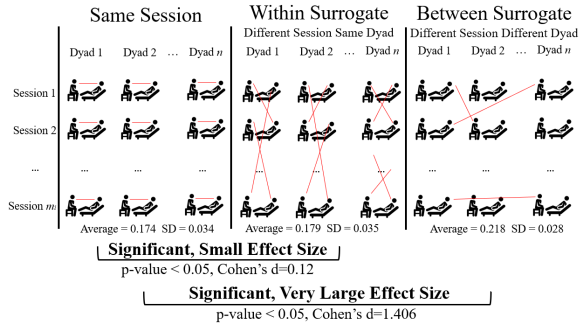 Same Session
Within Surrogate
Between Surrogate
Different Session Same Dyad
Different Session Different Dyad
Dyad 1 Dyad 2 ... Dyad n
Dyad 1 Dyad 2 ... Dyad n
Dyad 1 Dyad 2 ... Dyad n
Session 1
Session 2
... ... ... ...
Session mᵢ
Average = 0.174 SD = 0.034
Average = 0.179 SD = 0.035
Average = 0.218 SD = 0.028
Significant, Small Effect Size
p-value < 0.05, Cohen's d=0.12
Significant, Very Large Effect Size
p-value < 0.05, Cohen's d=1.406